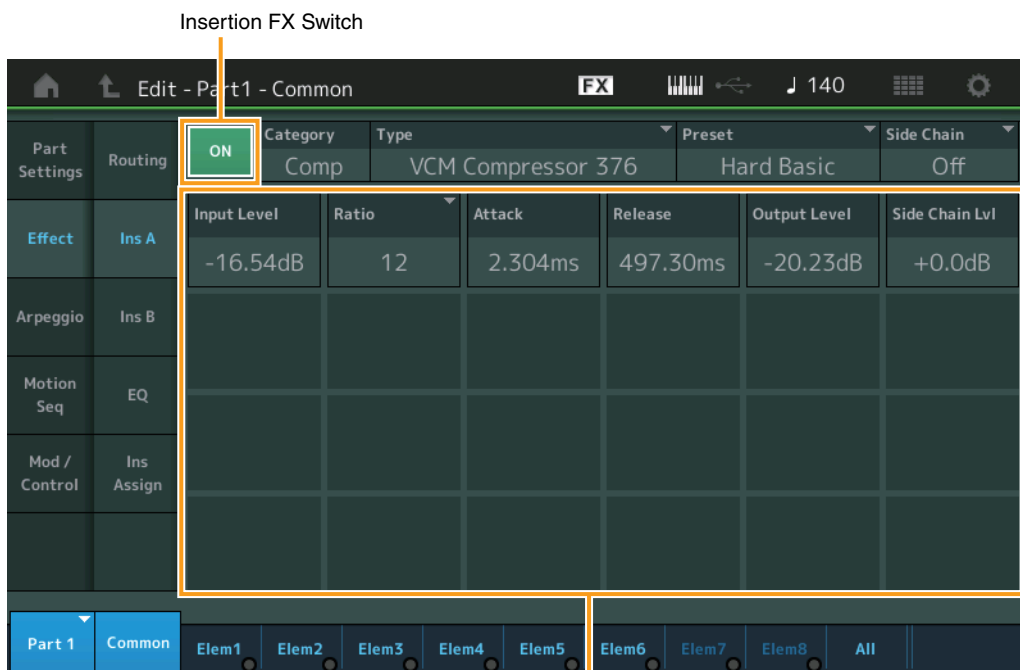 Insertion FX Switch
Edit - Part1 - Common
FX
♩ 140
Part
Settings
Routing
ON
Category
Comp
Type
VCM Compressor 376
Preset
Hard Basic
Side Chain
Off
Effect
Ins A
Input Level
-16.54dB
Ratio
12
Attack
2.304ms
Release
497.30ms
Output Level
-20.23dB
Side Chain Lvl
+0.0dB
Arpeggio
Ins B
Motion
Seq
EQ
Mod /
Control
Ins
Assign
Part 1
Common
Elem1
Elem2
Elem3
Elem4
Elem5
Elem6
Elem7
Elem8
All